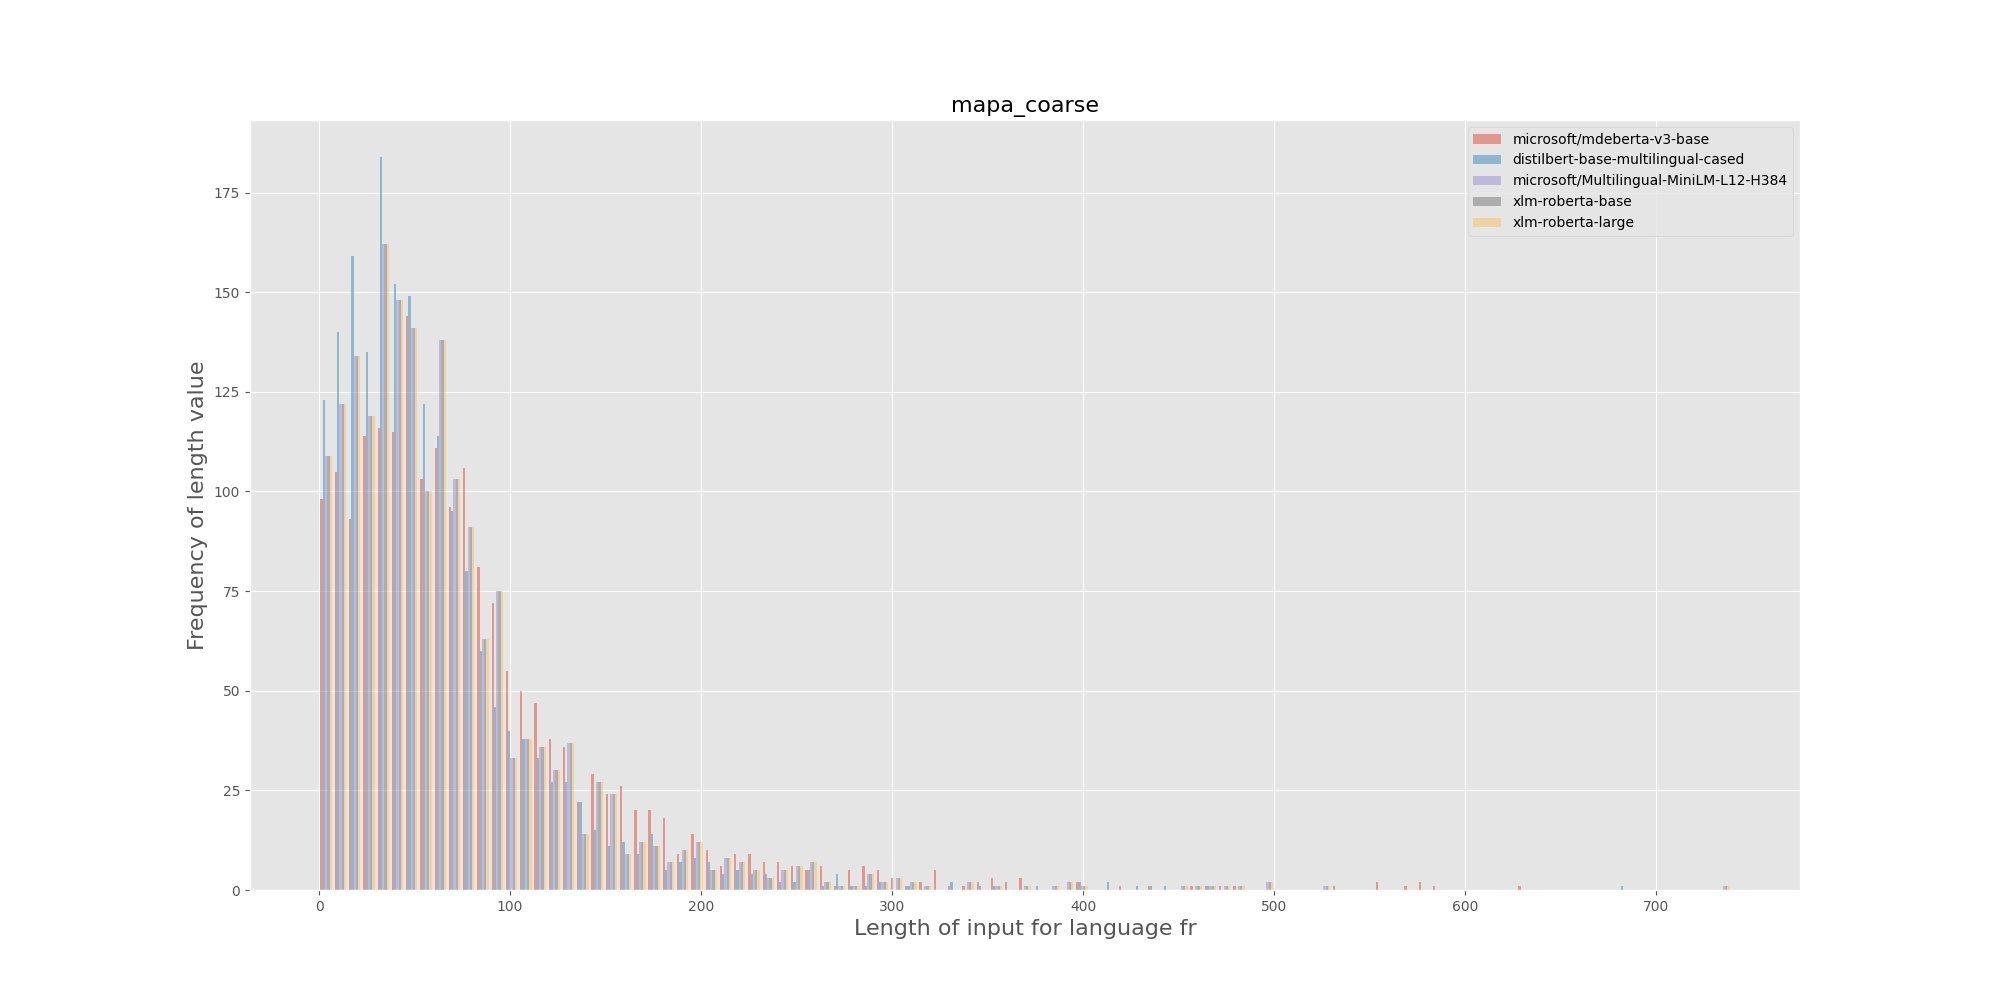 mapa_coarse
microsoft/mdeberta-v3-base
distilbert-base-multilingual-cased
microsoft/Multilingual-MiniLM-L12-H384
xlm-roberta-base
xlm-roberta-large
Frequency of length value
175
150
125
100
75
50
25
0
0 100 200 300 400 500 600 700
Length of input for language fr